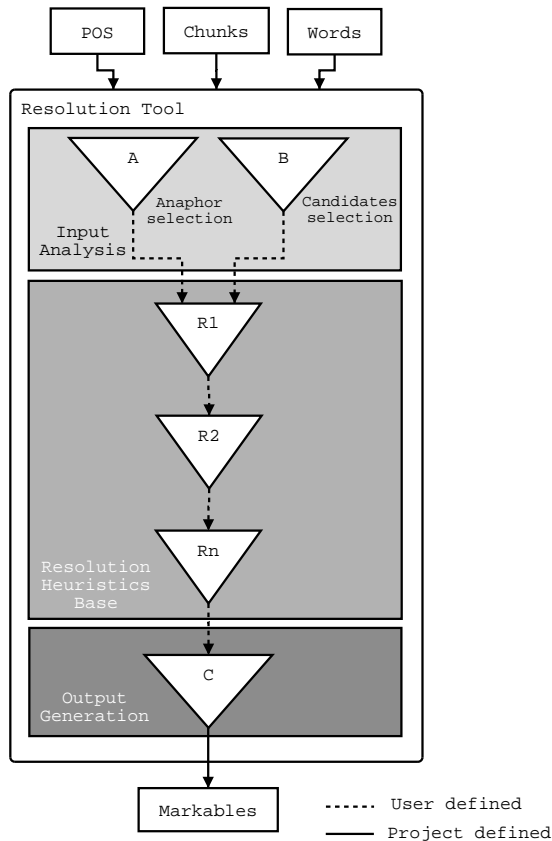 POS
Chunks
Words
Resolution Tool
A
B
Anaphor
selection
Candidates
selection
Input
Analysis
R1
R2
Rn
Resolution
Heuristics
Base
C
Output
Generation
Markables
User defined
Project defined